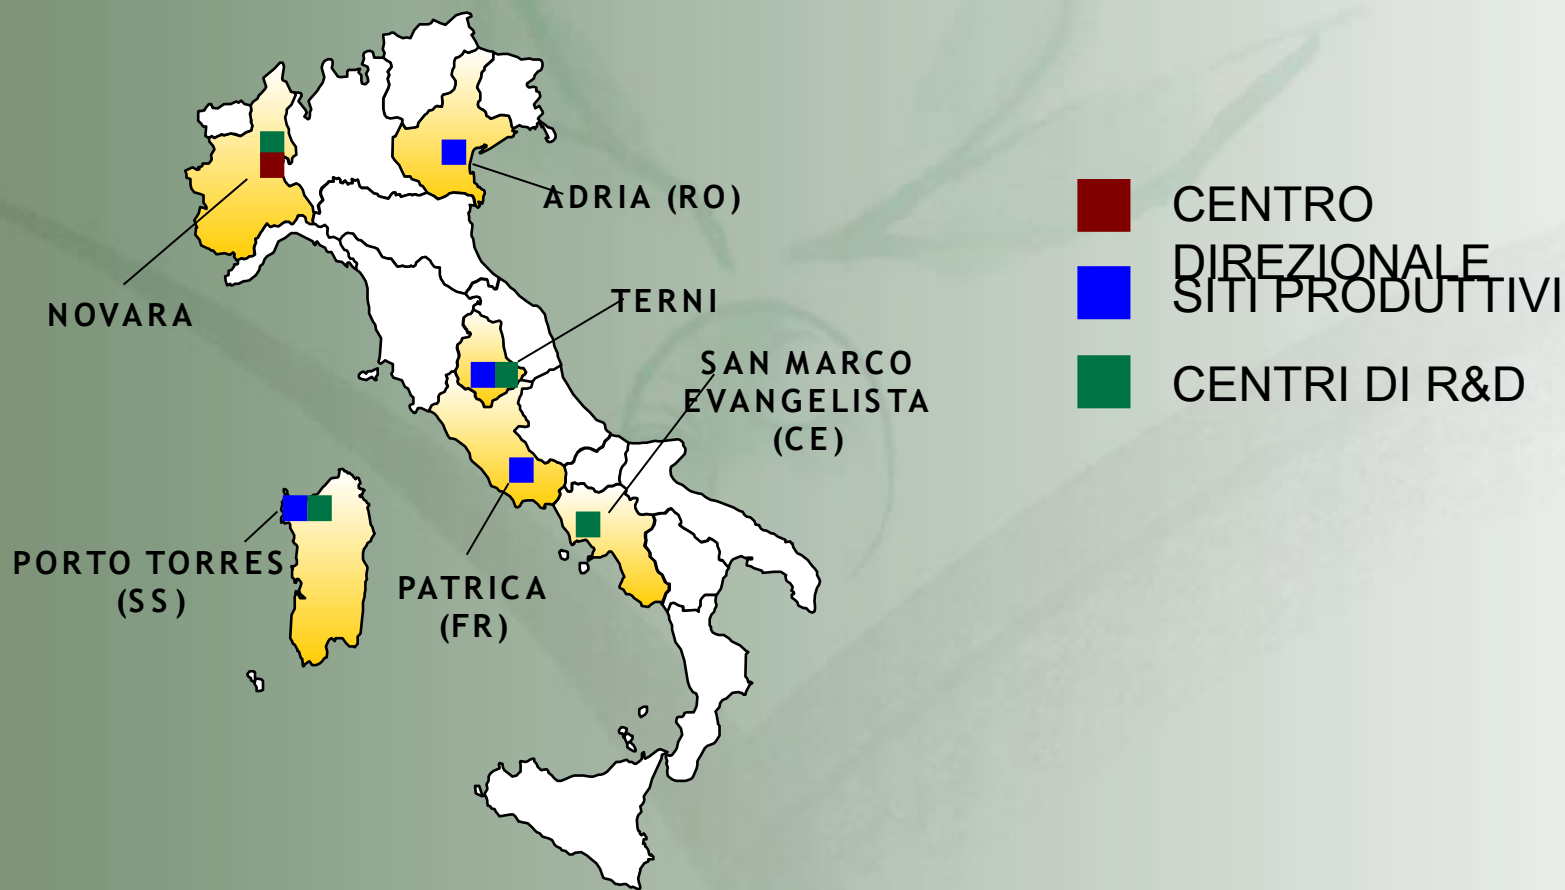 ADRIA (RO)
NOVARA
TERNI
SAN MARCO
EVANGELISTA
(CE)
PORTO TORRES
(SS)
PATRICA
(FR)
CENTRO
DIREZIONALE
SITI PRODUTTIVI
CENTRI DI R&D